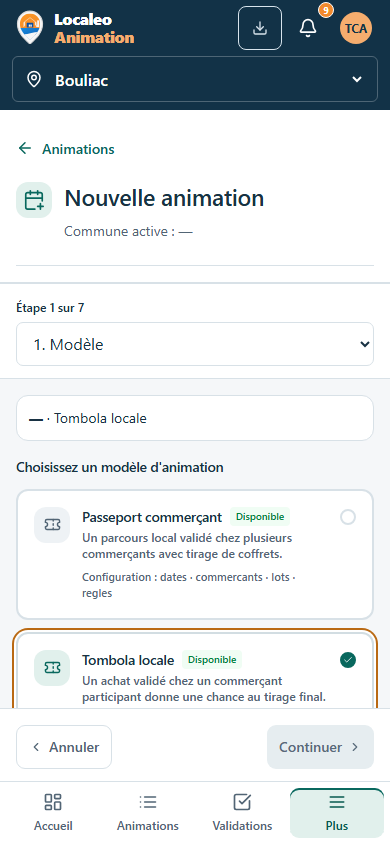 Localeo
Animation
9
TCA
Bouliac
Animations
Nouvelle animation
Commune active : —
Étape 1 sur 7
1. Modèle
— · Tombola locale
Choisissez un modèle d'animation
Passeport commerçant Disponible
Un parcours local validé chez plusieurs
commerçants avec tirage de coffrets.
Configuration : dates · commercants · lots ·
regles
Tombola locale Disponible
Un achat validé chez un commerçant
participant donne une chance au tirage final.
Annuler
Continuer
Accueil
Animations
Validations
Plus